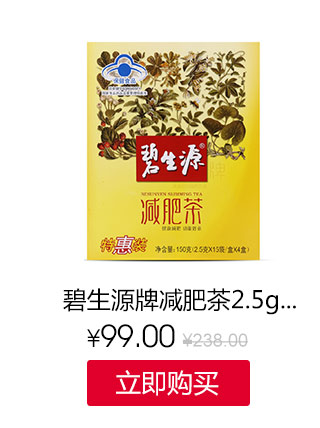 保健食品
碧生源®
BESUNYEN SLIMMING TEA
减肥茶
特惠装
净含量:150克(2.5克X15袋/盒X4盒)
碧生源牌减肥茶2.5g...
¥99.00 ¥238.00
立即购买